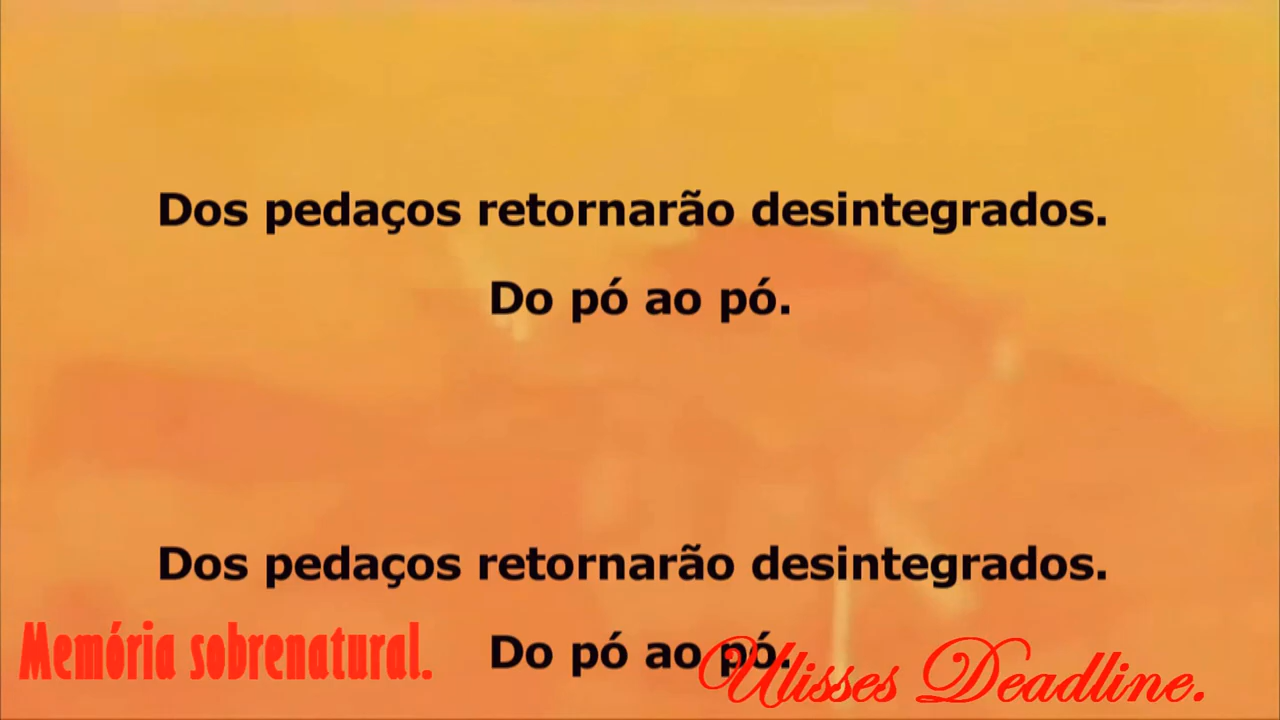 Dos pedaços retornarão desintegrados.
Do pó ao pó.
Dos pedaços retornarão desintegrados.
Do pó ao pó.
Memória sobrenatural.
Ulisses Deadline.